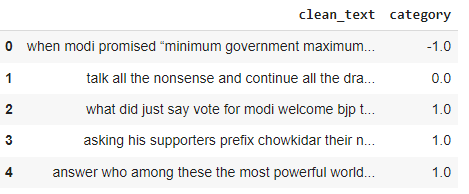 clean_text category
0 when modi promised “minimum government maximum... -1.0
1 talk all the nonsense and continue all the dra... 0.0
2 what did just say vote for modi welcome bjp t... 1.0
3 asking his supporters prefix chowkidar their n... 1.0
4 answer who among these the most powerful world... 1.0